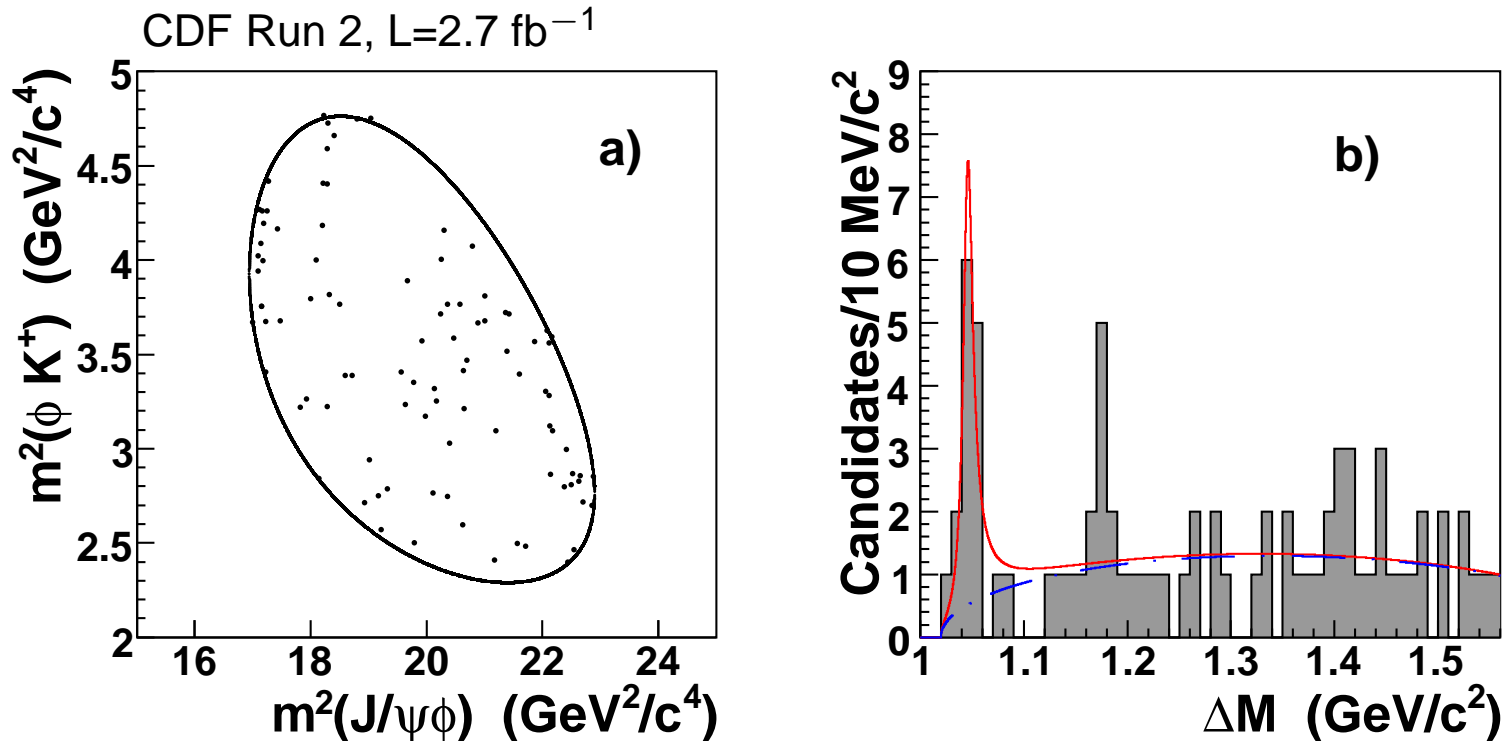 CDF Run 2, L=2.7 fb⁻¹
a)
m²(ϕ K⁺) (GeV²/c⁴)
5
4.5
4
3.5
3
2.5
2
16 18 20 22 24
m²(J/ψϕ) (GeV²/c⁴)
b)
Candidates/10 MeV/c²
9
8
7
6
5
4
3
2
1
0
1 1.1 1.2 1.3 1.4 1.5
ΔM (GeV/c²)